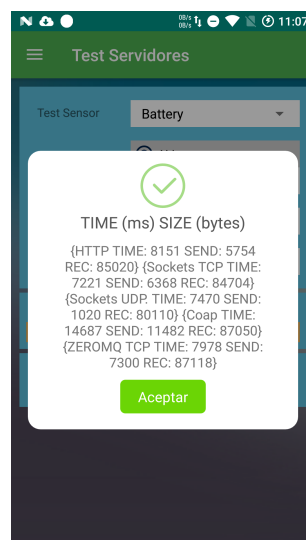 0B/s
0B/s
11:07
Test Servidores
Test Sensor
Battery
TIME (ms) SIZE (bytes)
{HTTP TIME: 8151 SEND: 5754
REC: 85020} {Sockets TCP TIME:
7221 SEND: 6368 REC: 84704}
{Sockets UDP. TIME: 7470 SEND:
1020 REC: 80110} {Coap TIME:
14687 SEND: 11482 REC: 87050}
{ZEROMQ TCP TIME: 7978 SEND:
7300 REC: 87118}
Aceptar